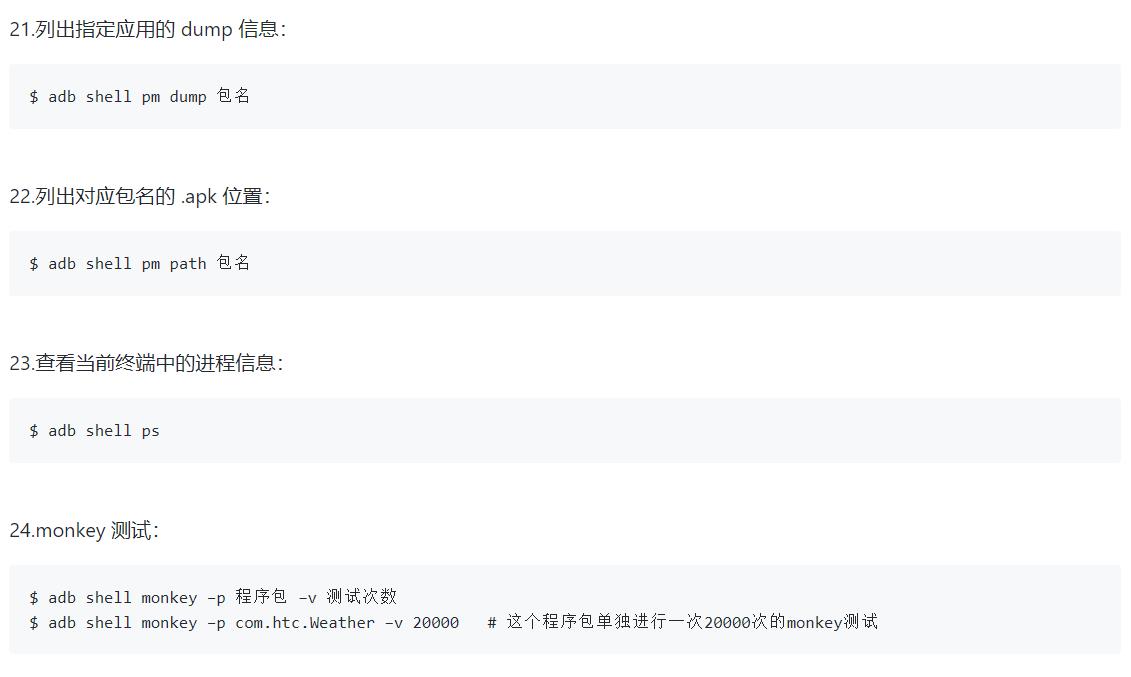 21.列出指定应用的 dump 信息：
$ adb shell pm dump 包名
22.列出对应包名的 .apk 位置：
$ adb shell pm path 包名
23.查看当前终端中的进程信息：
$ adb shell ps
24.monkey 测试：
$ adb shell monkey –p 程序包 –v 测试次数
$ adb shell monkey –p com.htc.Weather –v 20000   # 这个程序包单独进行一次20000次的monkey测试